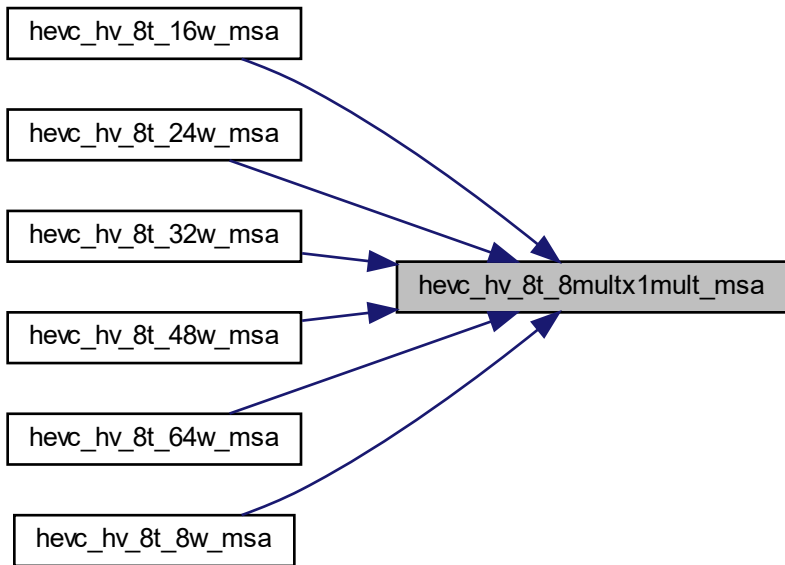 hevc_hv_8t_16w_msa
hevc_hv_8t_24w_msa
hevc_hv_8t_32w_msa
hevc_hv_8t_8multx1mult_msa
hevc_hv_8t_48w_msa
hevc_hv_8t_64w_msa
hevc_hv_8t_8w_msa